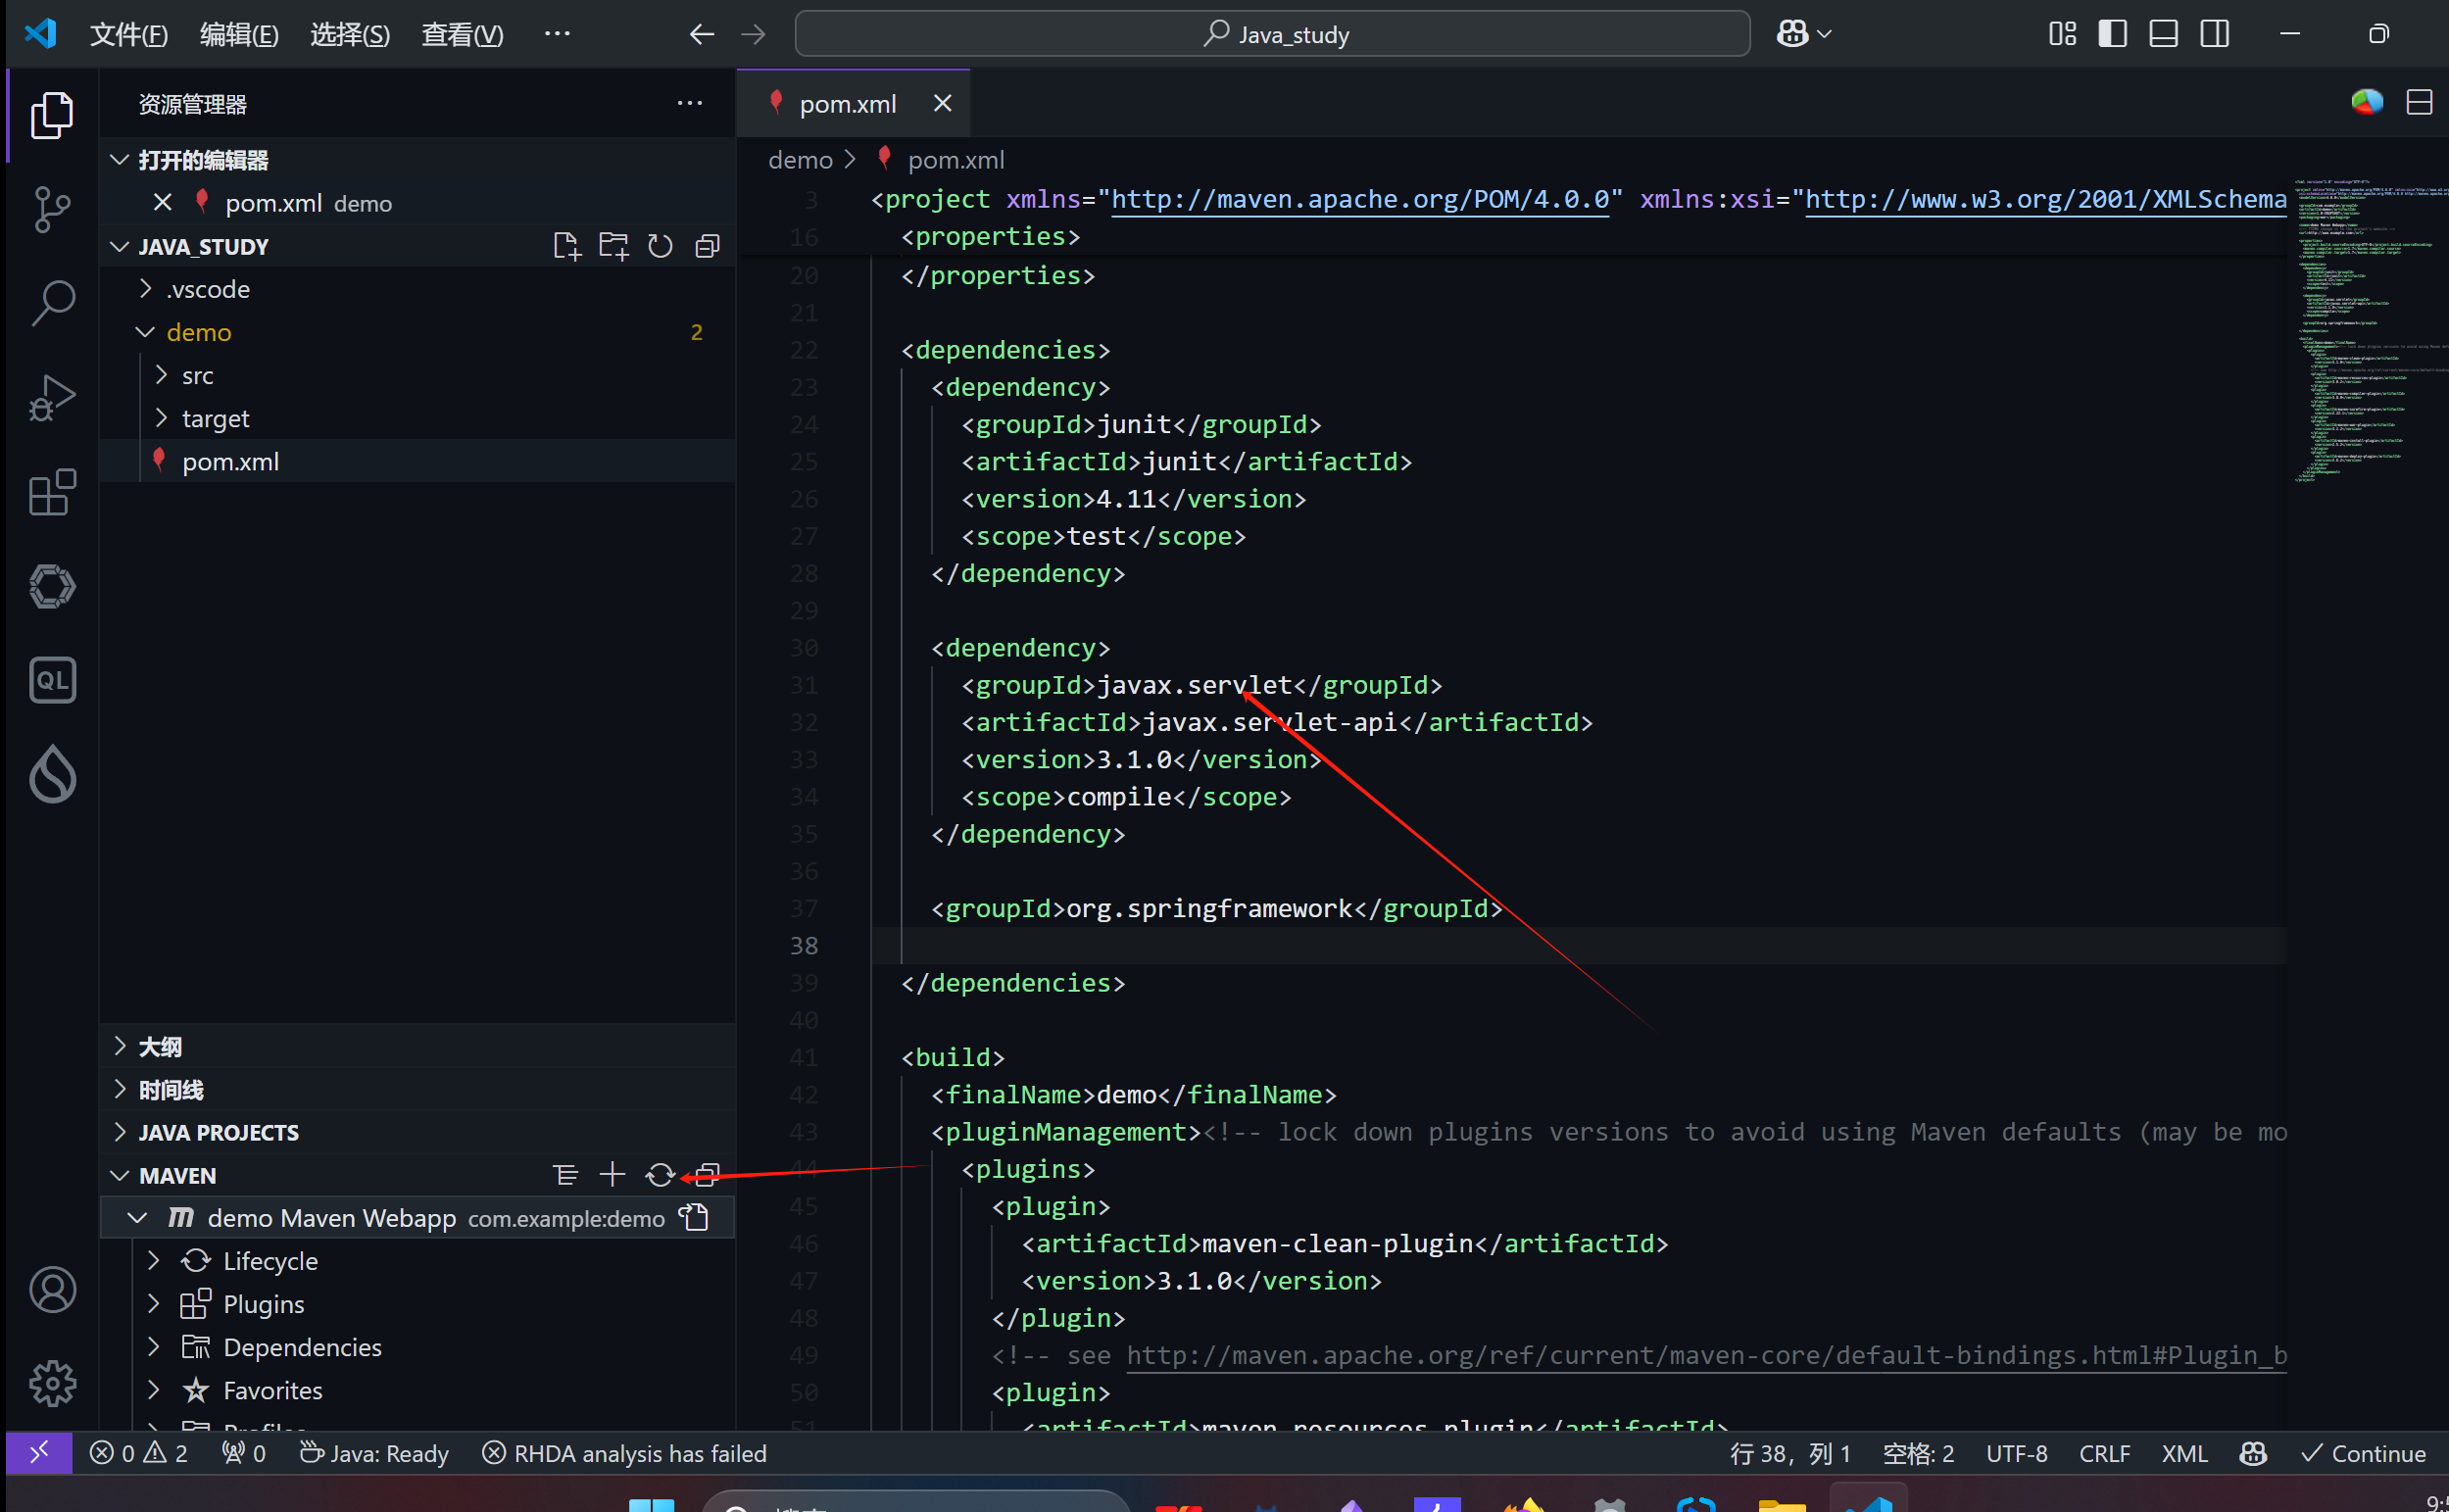 文件(F) 编辑(E) 选择(S) 查看(V) ··· Java_study
资源管理器 ···
打开的编辑器
pom.xml demo
JAVA_STUDY
.vscode
demo 2
src
target
pom.xml
大纲
时间线
JAVA PROJECTS
MAVEN
demo Maven Webapp com.example:demo
Lifecycle
Plugins
Dependencies
Favorites
Profiles
pom.xml
demo > pom.xml
3 <project xmlns="http://maven.apache.org/POM/4.0.0" xmlns:xsi="http://www.w3.org/2001/XMLSchema
16 <properties>
20 </properties>
21
22 <dependencies>
23 <dependency>
24 <groupId>junit</groupId>
25 <artifactId>junit</artifactId>
26 <version>4.11</version>
27 <scope>test</scope>
28 </dependency>
29
30 <dependency>
31 <groupId>javax.servlet</groupId>
32 <artifactId>javax.servlet-api</artifactId>
33 <version>3.1.0</version>
34 <scope>compile</scope>
35 </dependency>
36
37 <groupId>org.springframework</groupId>
38
39 </dependencies>
40
41 <build>
42 <finalName>demo</finalName>
43 <pluginManagement><!-- lock down plugins versions to avoid using Maven defaults (may be mo
44 <plugins>
45 <plugin>
46 <artifactId>maven-clean-plugin</artifactId>
47 <version>3.1.0</version>
48 </plugin>
49 <!-- see http://maven.apache.org/ref/current/maven-core/default-bindings.html#Plugin_b
50 <plugin>
51 <artifactId>maven-resources-plugin</artifactId>
0 2 0 Java: Ready RHDA analysis has failed 行 38，列 1 空格: 2 UTF-8 CRLF XML Continue